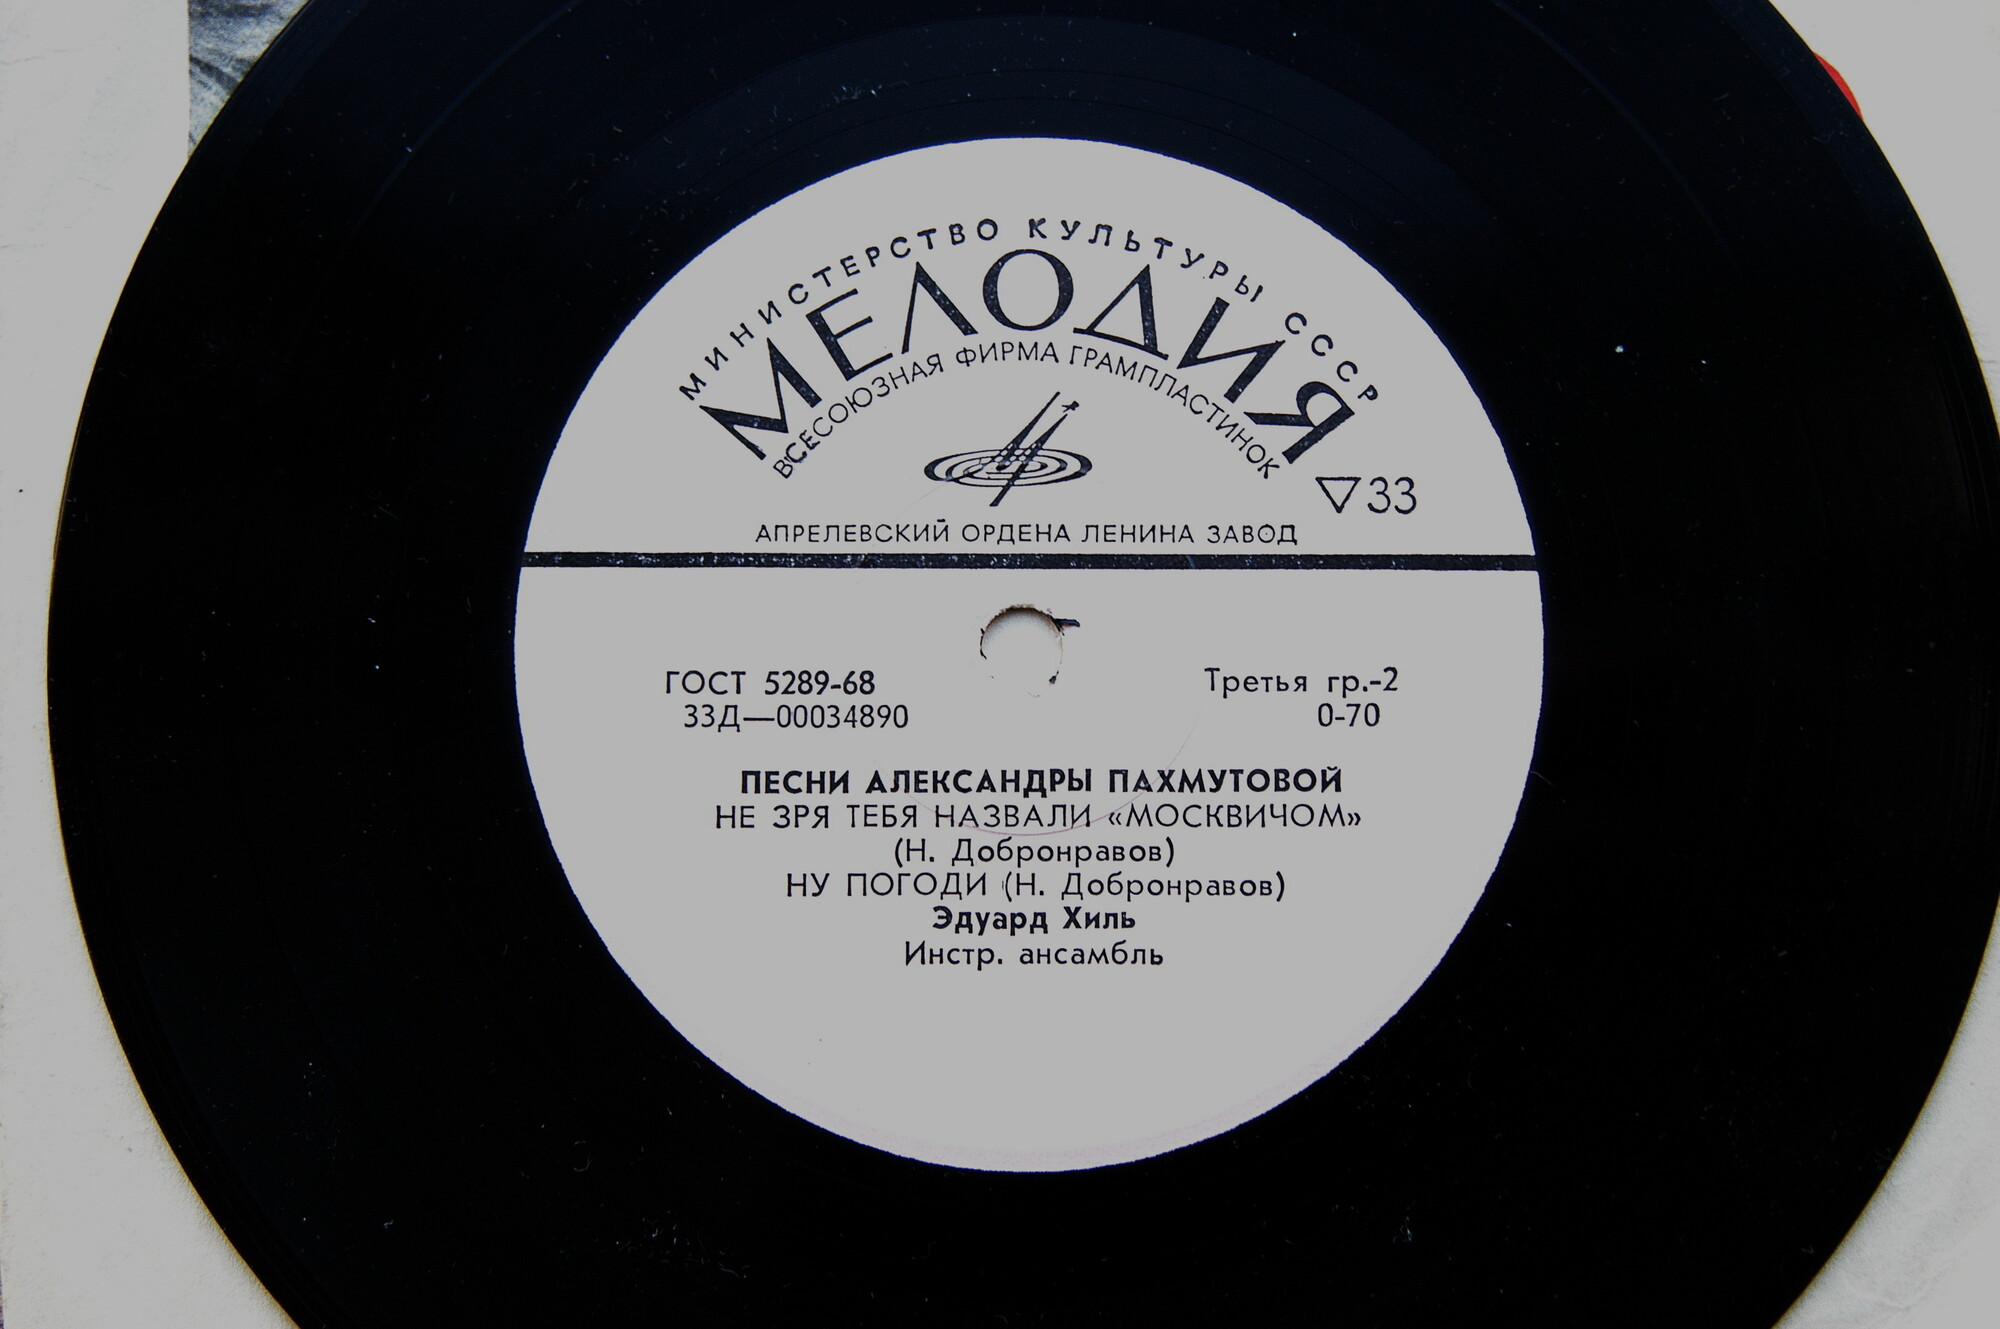 МИНИСТЕРСТВО КУЛЬТУРЫ СССР
МЕЛОДИЯ
ВСЕСОЮЗНАЯ ФИРМА ГРАМПЛАСТИНОК
▽33
АПРЕЛЕВСКИЙ ОРДЕНА ЛЕНИНА ЗАВОД
ГОСТ 5289-68 Третья гр.-2
33Д—00034890 0-70
ПЕСНИ АЛЕКСАНДРЫ ПАХМУТОВОЙ
НЕ ЗРЯ ТЕБЯ НАЗВАЛИ «МОСКВИЧОМ»
(Н. Добронравов)
НУ ПОГОДИ (Н. Добронравов)
Эдуард Хиль
Инстр. ансамбль